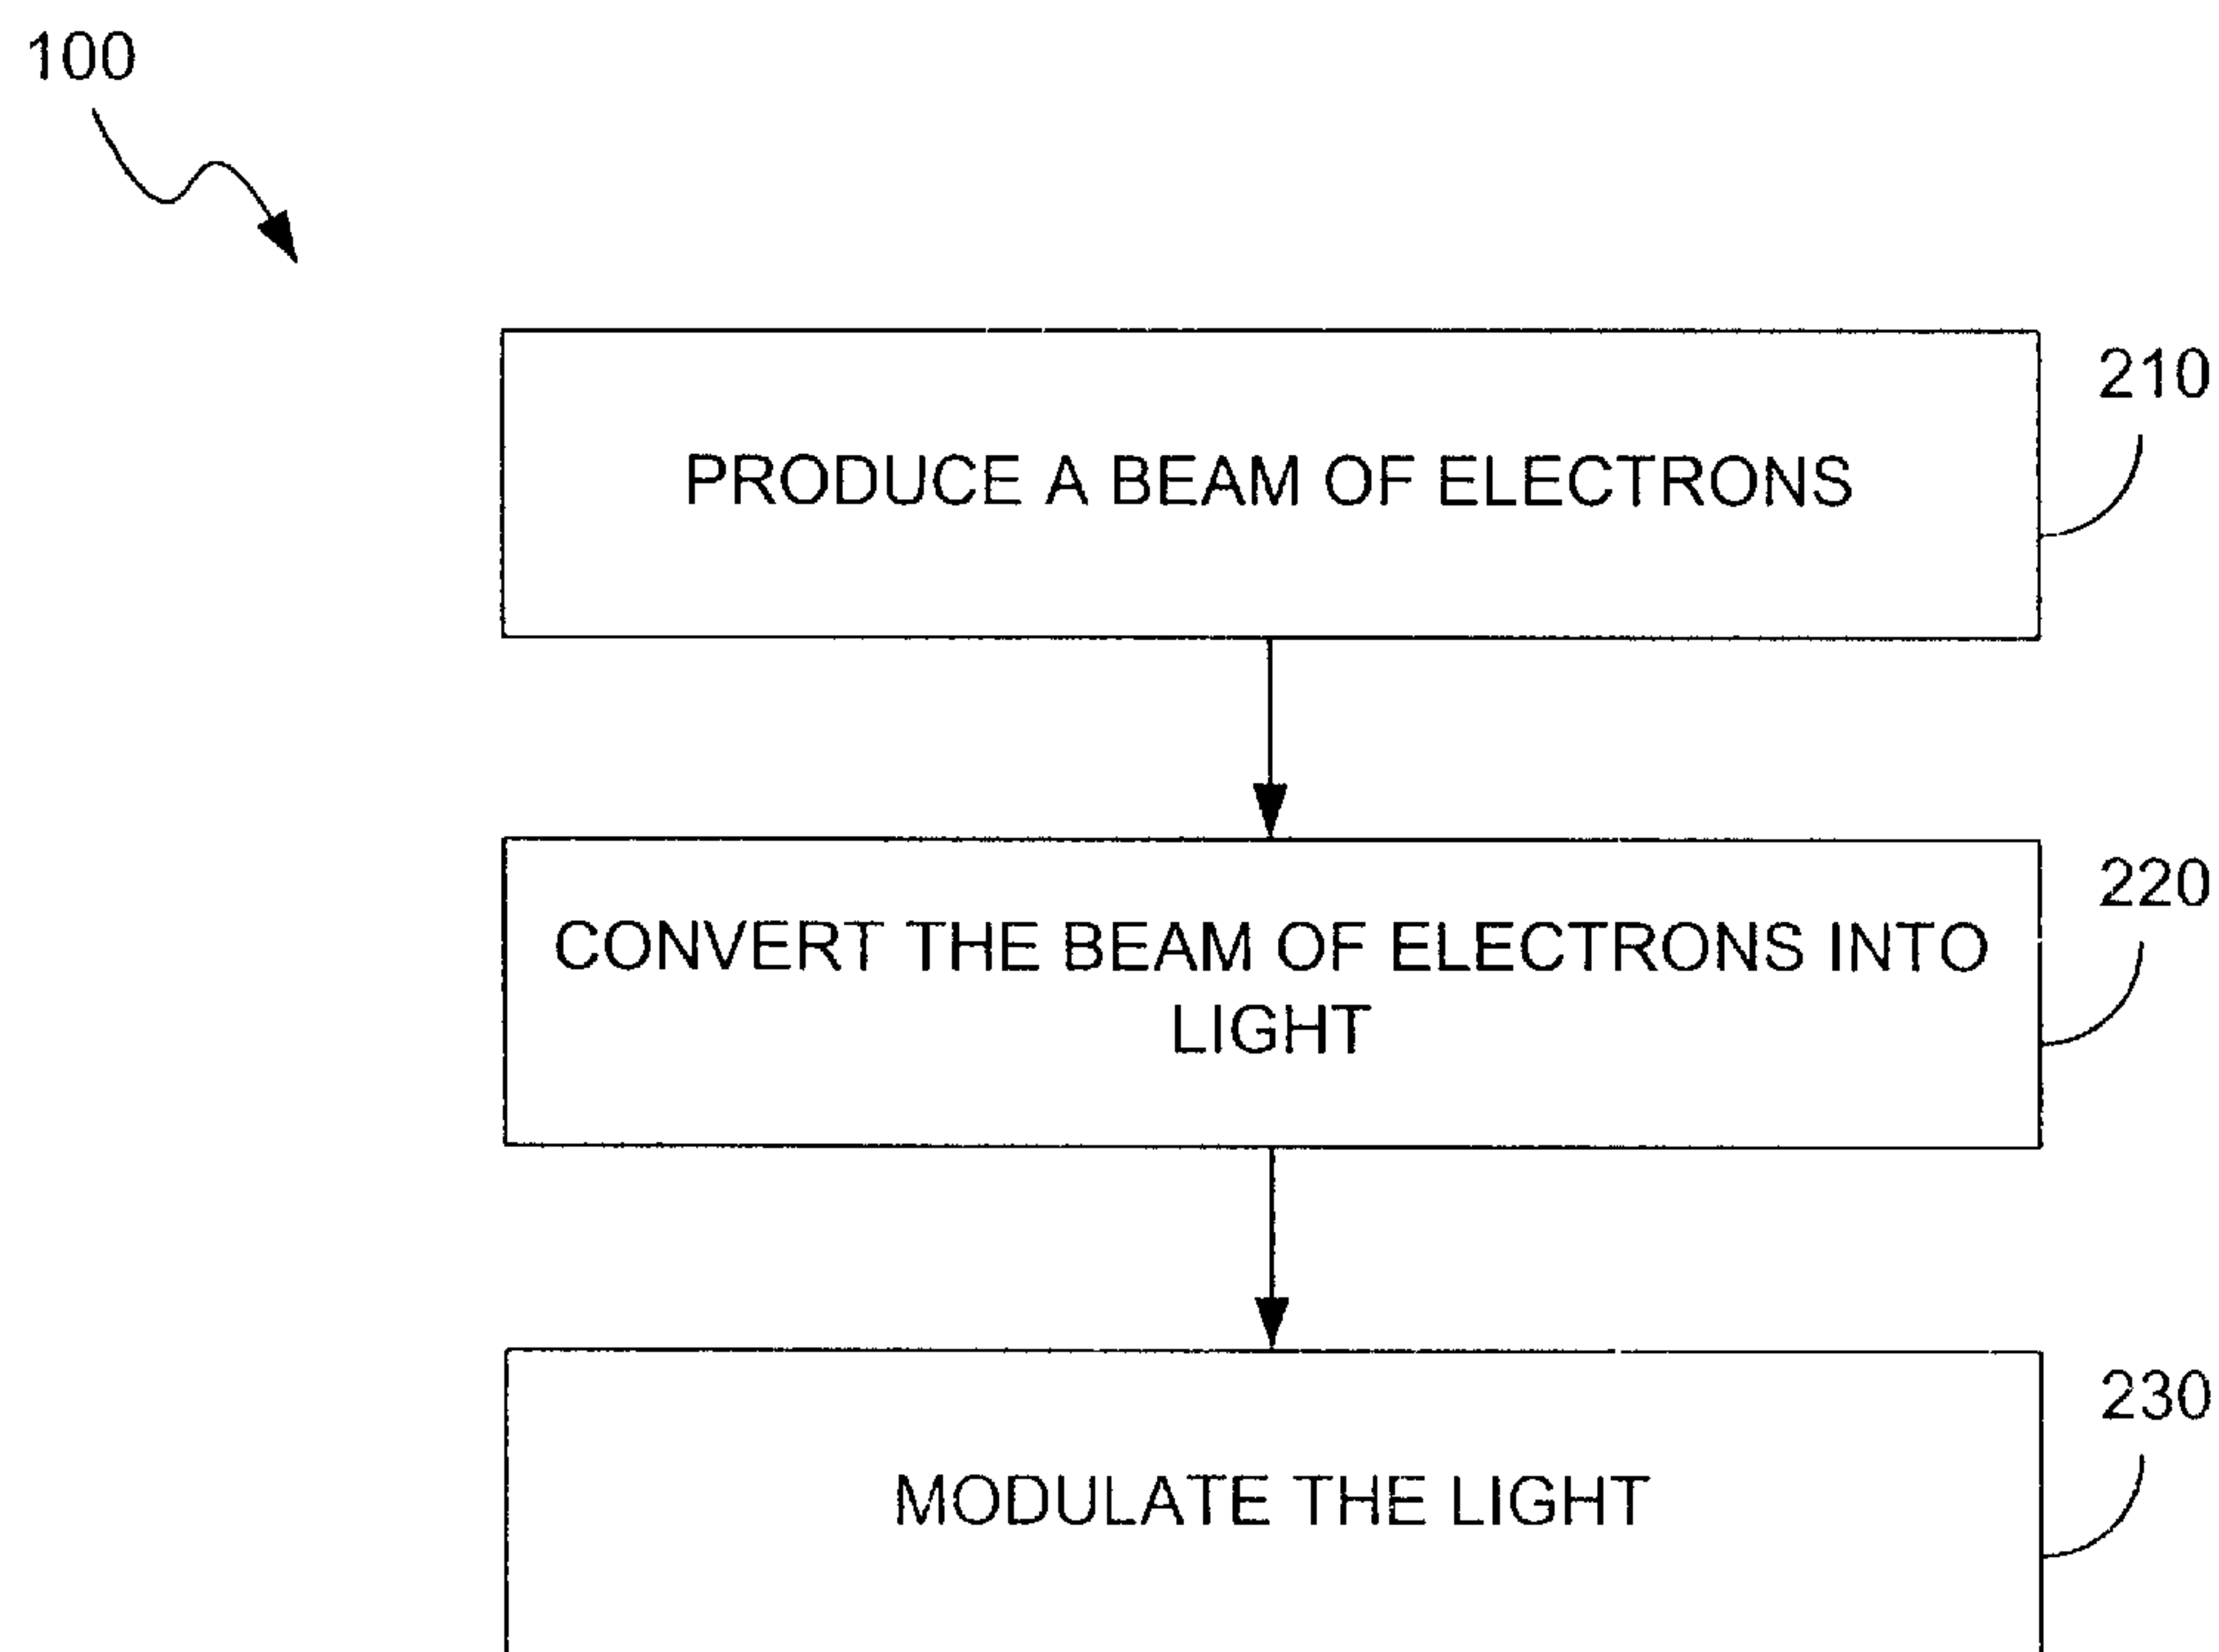 100
210
PRODUCE A BEAM OF ELECTRONS
220
CONVERT THE BEAM OF ELECTRONS INTO
LIGHT
230
MODULATE THE LIGHT